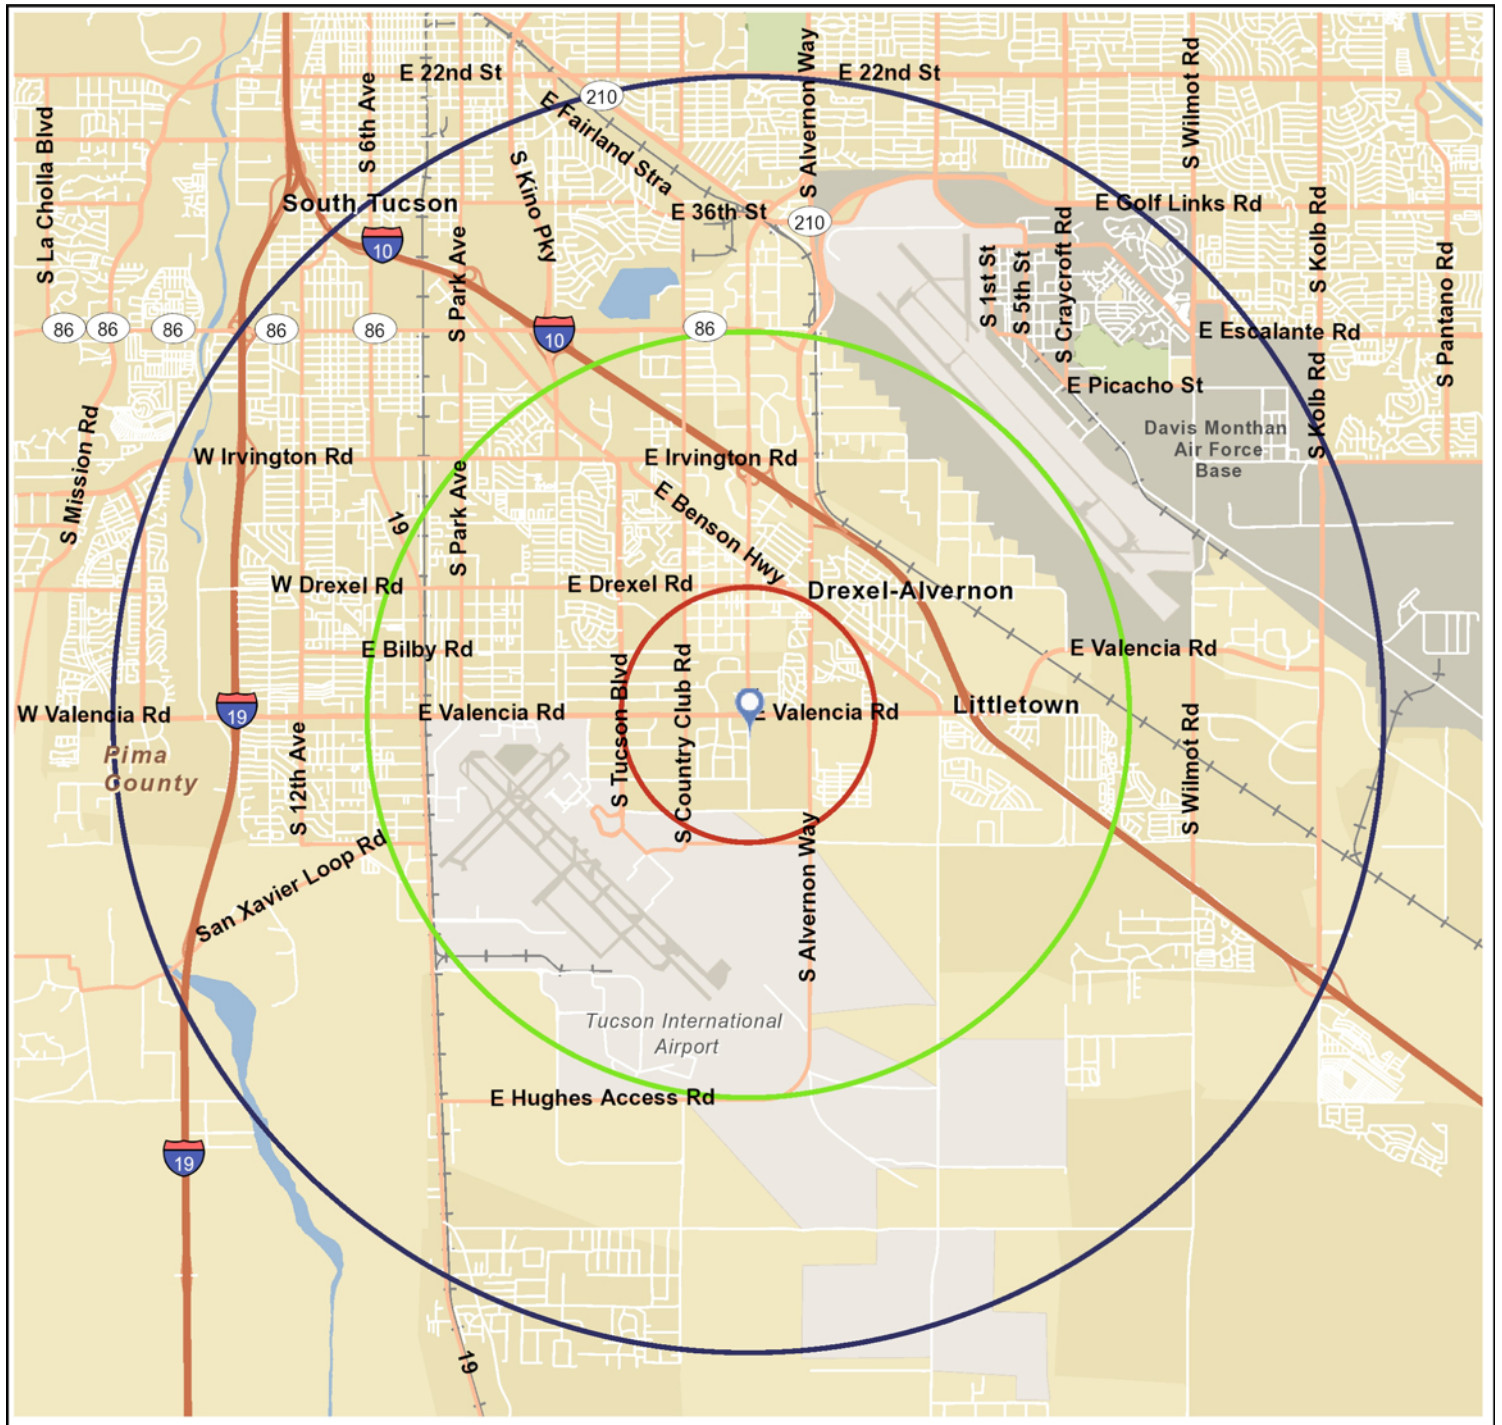 E 22nd St
E 22nd St
210
E Fairland Stra
S Alvernon Way
S Wilmot Rd
S La Cholla Blvd
S 6th Ave
S Kino Pky
South Tucson
E 36th St
210
E Golf Links Rd
S Kolb Rd
10
S Park Ave
S 1st St
S 5th St
S Craycroft Rd
S Pantano Rd
86
86
86
86
86
10
86
E Escalante Rd
E Picacho St
S Kolb Rd
Davis Monthan
Air Force
Base
S Mission Rd
W Irvington Rd
E Irvington Rd
19
S Park Ave
E Benson Hwy
W Drexel Rd
E Drexel Rd
Drexel-Alvernon
E Bilby Rd
E Valencia Rd
W Valencia Rd
19
E Valencia Rd
S Tucson Blvd
S Country Club Rd
E Valencia Rd
Littletown
Pima
County
S 12th Ave
S Wilmot Rd
San Xavier Loop Rd
S Alvernon Way
Tucson International
Airport
E Hughes Access Rd
19
19